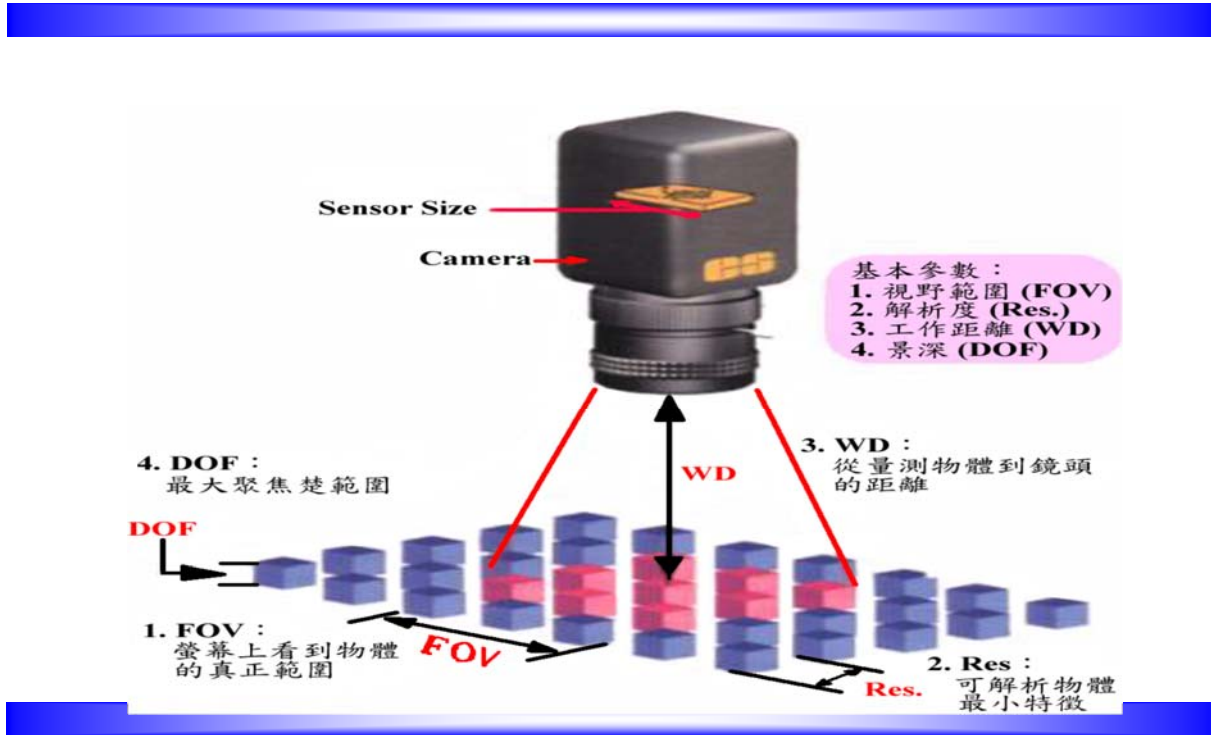 Sensor Size
Camera
基本參數：
1. 視野範圍 (FOV)
2. 解析度 (Res.)
3. 工作距離 (WD)
4. 景深 (DOF)
3. WD：
從量測物體到鏡頭
的距離
WD
4. DOF：
最大聚焦楚範圍
DOF
1. FOV：
螢幕上看到物體
的真正範圍
FOV
2. Res：
可解析物體
最小特徵
Res.